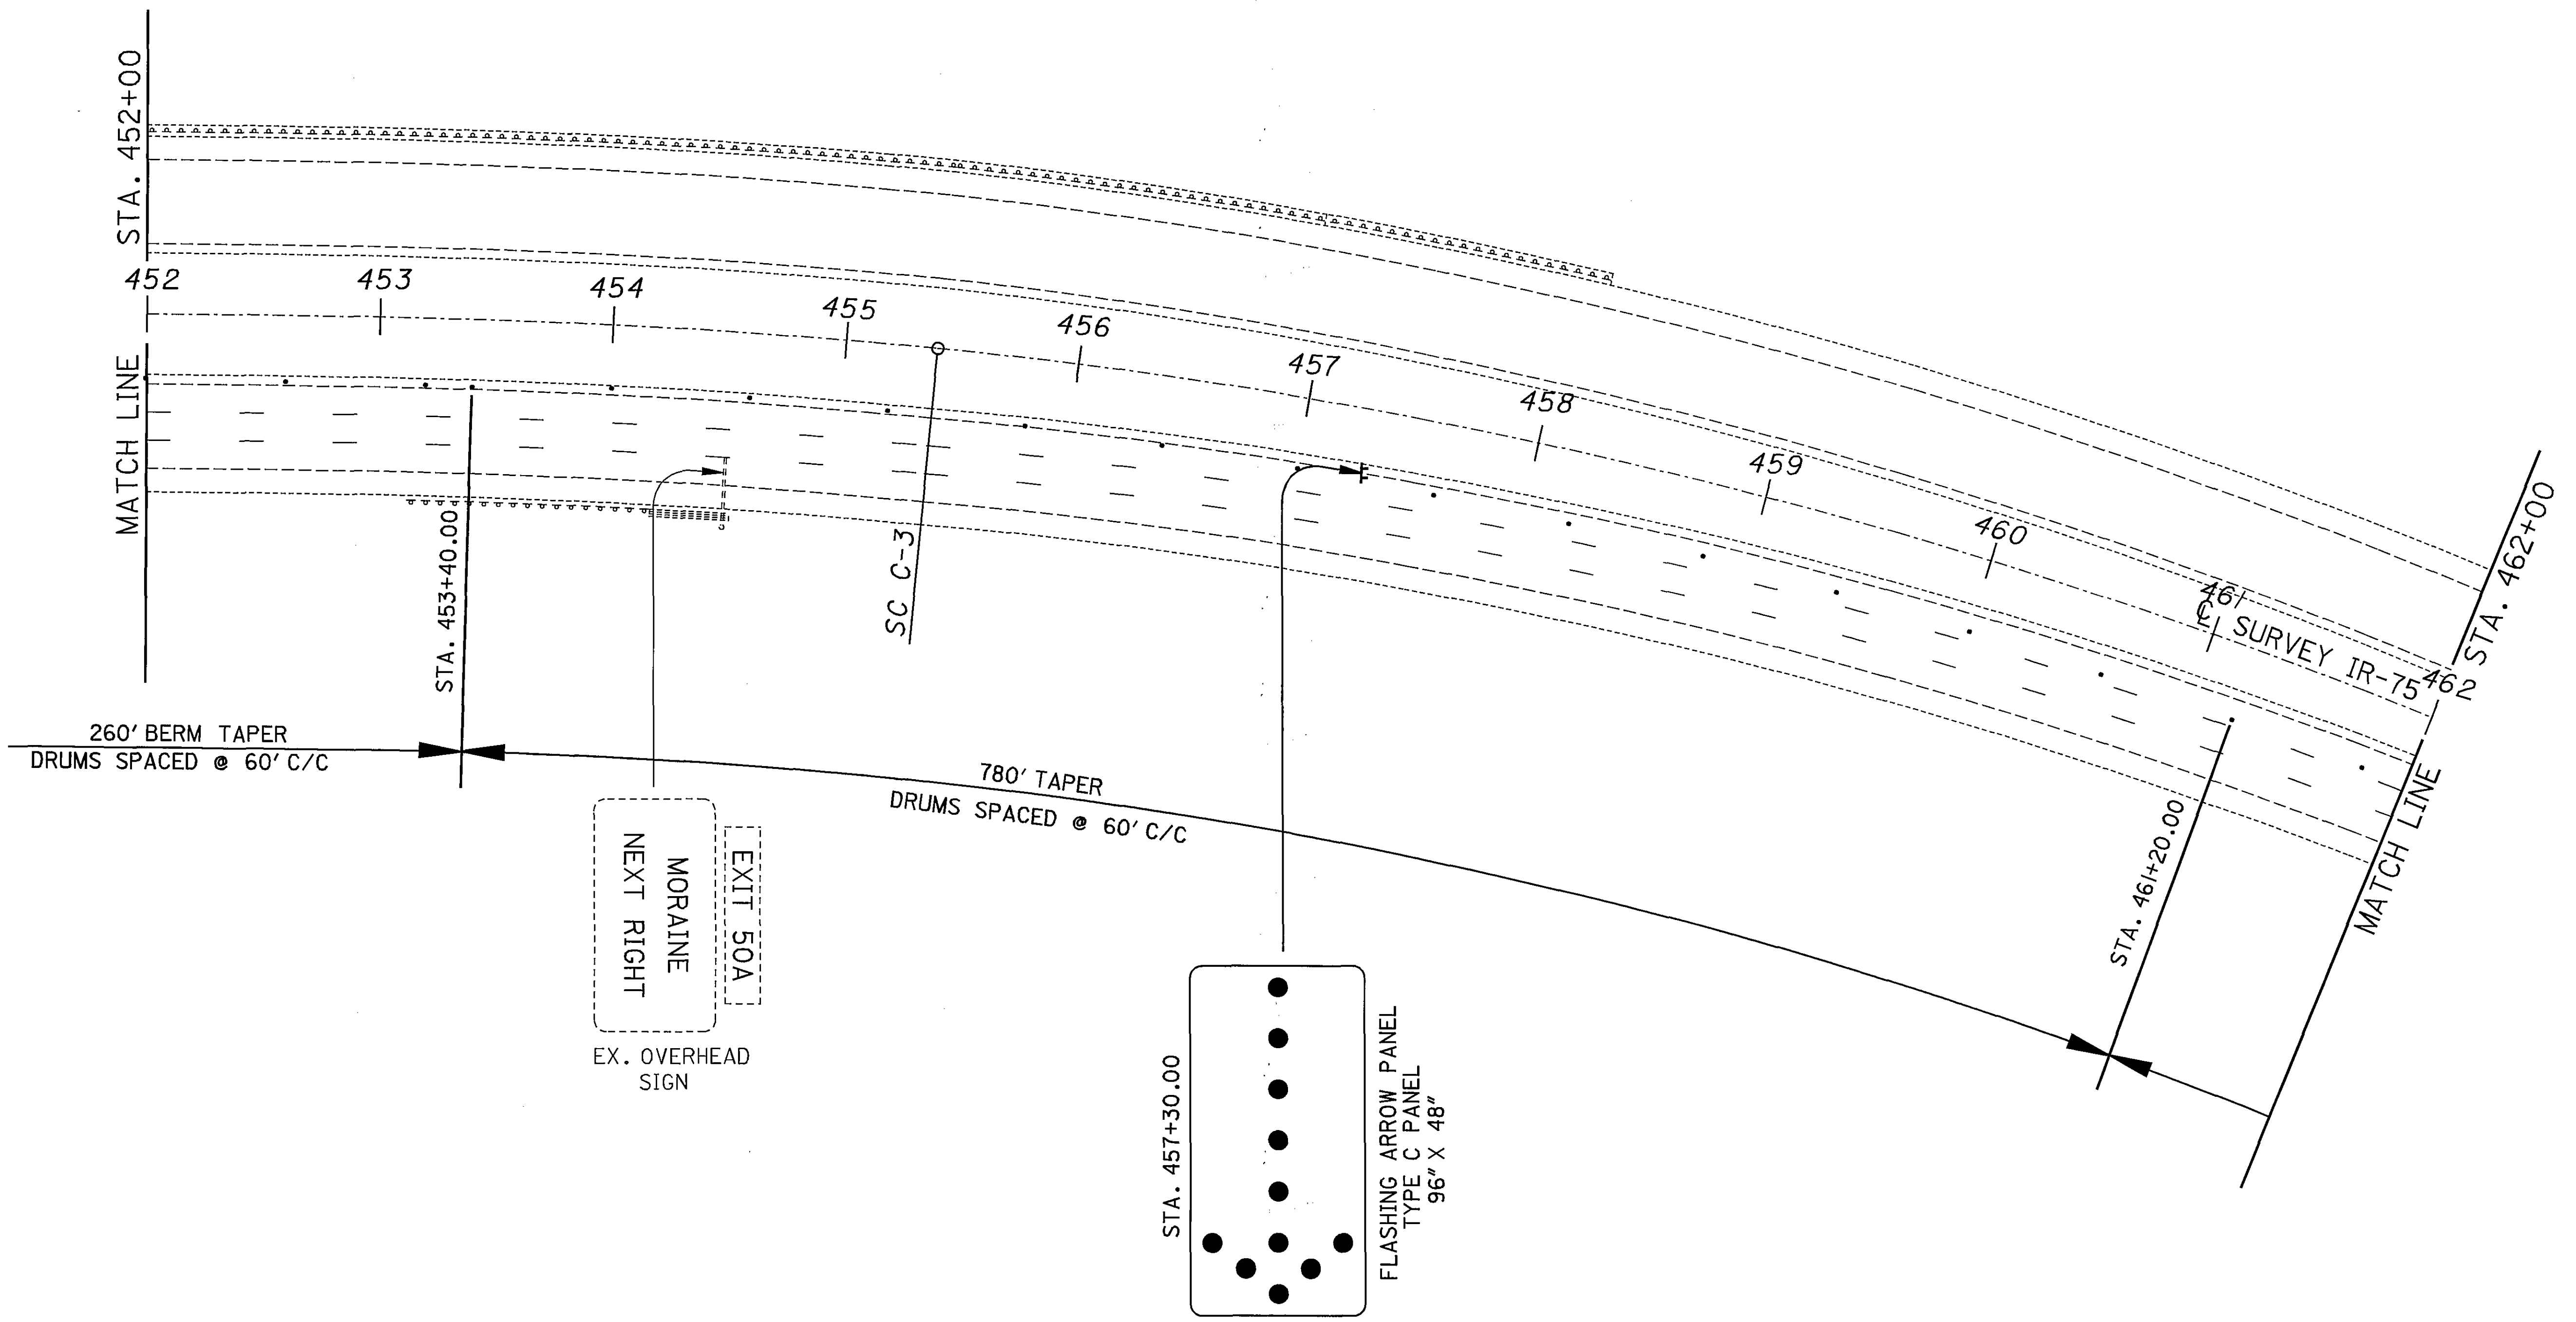 STA. 452+00
MATCH LINE
452
453
454
455
456
457
458
459
460
461
462
℄ SURVEY IR-75
STA. 462+00
MATCH LINE
STA. 453+40.00
SC C-3
STA. 461+20.00
260' BERM TAPER
DRUMS SPACED @ 60' C/C
780' TAPER
DRUMS SPACED @ 60' C/C
EXIT 50A
MORAINE
NEXT RIGHT
EX. OVERHEAD
SIGN
STA. 457+30.00
FLASHING ARROW PANEL
TYPE C PANEL
96" X 48"